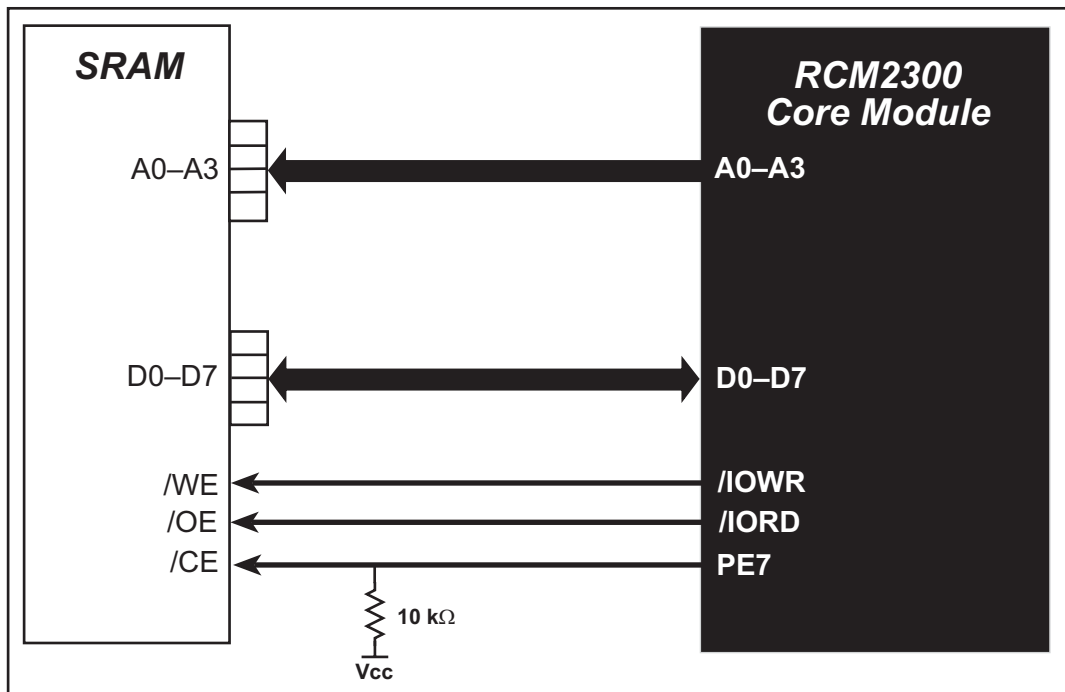 SRAM
A0–A3
D0–D7
/WE
/OE
/CE
10 kΩ
Vcc
RCM2300
Core Module
A0–A3
D0–D7
/IOWR
/IORD
PE7